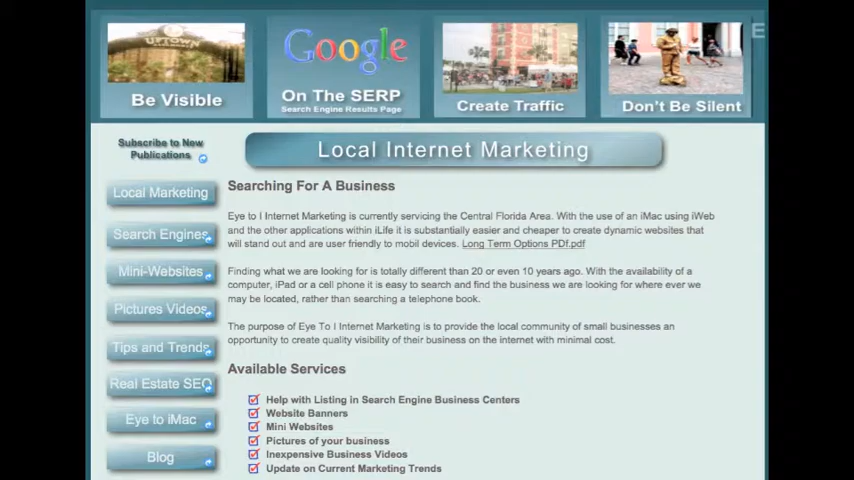 UPTOWN
Google
E
Be Visible
On The SERP
Search Engine Results Page
Create Traffic
Don't Be Silent
Subscribe to New
Publications
Local Internet Marketing
Local Marketing
Search Engines
Mini-Websites
Pictures Videos
Tips and Trends
Real Estate SEO
Eye to iMac
Blog
Searching For A Business
Eye to I Internet Marketing is currently servicing the Central Florida Area. With the use of an iMac using iWeb
and the other applications within iLife it is substantially easier and cheaper to create dynamic websites that
will stand out and are user friendly to mobil devices. Long Term Options PDf.pdf
Finding what we are looking for is totally different than 20 or even 10 years ago. With the availability of a
computer, iPad or a cell phone it is easy to search and find the business we are looking for where ever we
may be located, rather than searching a telephone book.
The purpose of Eye To I Internet Marketing is to provide the local community of small businesses an
opportunity to create quality visibility of their business on the internet with minimal cost.
Available Services
Help with Listing in Search Engine Business Centers
Website Banners
Mini Websites
Pictures of your business
Inexpensive Business Videos
Update on Current Marketing Trends